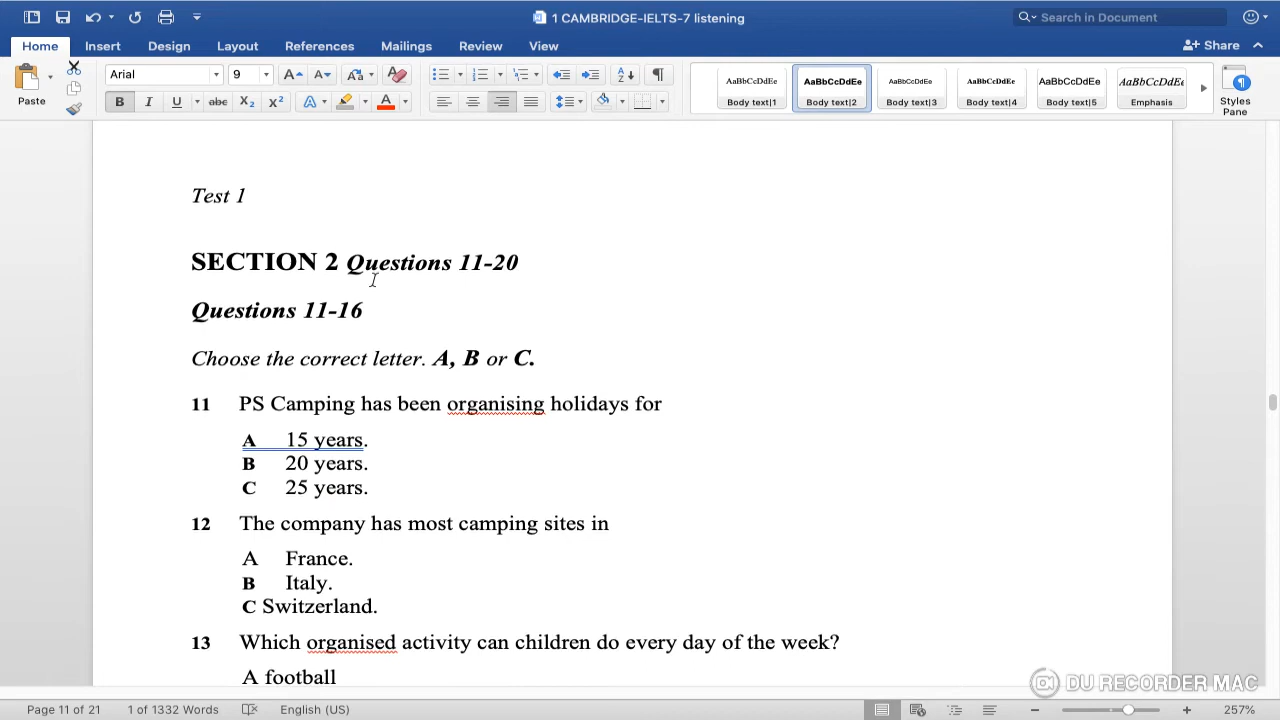 1 CAMBRIDGE-IELTS-7 listening
Search in Document
Home Insert Design Layout References Mailings Review View
Share
Arial 9
Paste
B I U abc X2 X2 A A
AaBbCcDdEe AaBbCcDdEe AaBbCcDdEe AaBbCcDdEe AaBbCcDdEe AaBbCcDdEe
Body text|1 Body text|2 Body text|3 Body text|4 Body text|5 Emphasis
Styles
Pane
Test 1
SECTION 2 Questions 11-20
Questions 11-16
Choose the correct letter. A, B or C.
11 PS Camping has been organising holidays for
A 15 years.
B 20 years.
C 25 years.
12 The company has most camping sites in
A France.
B Italy.
C Switzerland.
13 Which organised activity can children do every day of the week?
A football
DU RECORDER MAC
Page 11 of 21 1 of 1332 Words English (US) 257%